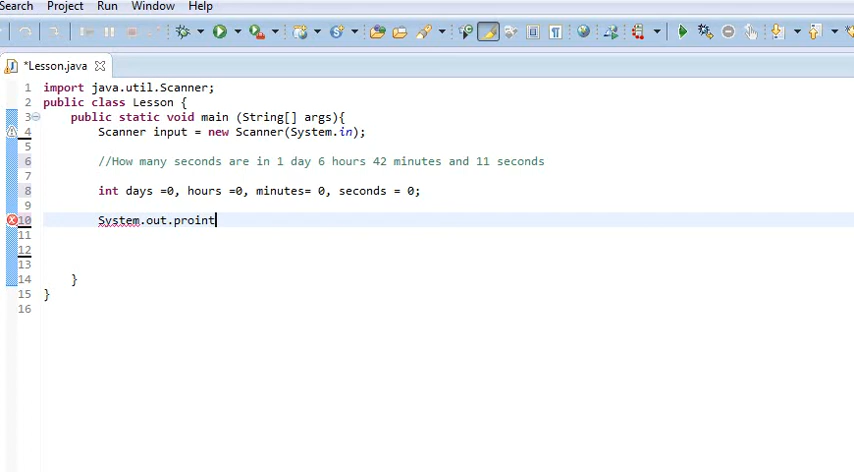 Search Project Run Window Help
*Lesson.java
1 import java.util.Scanner;
2 public class Lesson {
3 public static void main (String[] args){
4 Scanner input = new Scanner(System.in);
5
6 //How many seconds are in 1 day 6 hours 42 minutes and 11 seconds
7
8 int days =0, hours =0, minutes= 0, seconds = 0;
9
10 System.out.proint
11
12
13
14 }
15 }
16